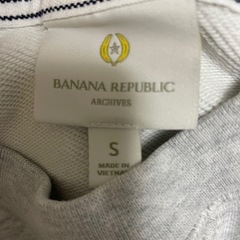 BANANA REPUBLIC
ARCHIVES
S
MADE IN
VIETNAM